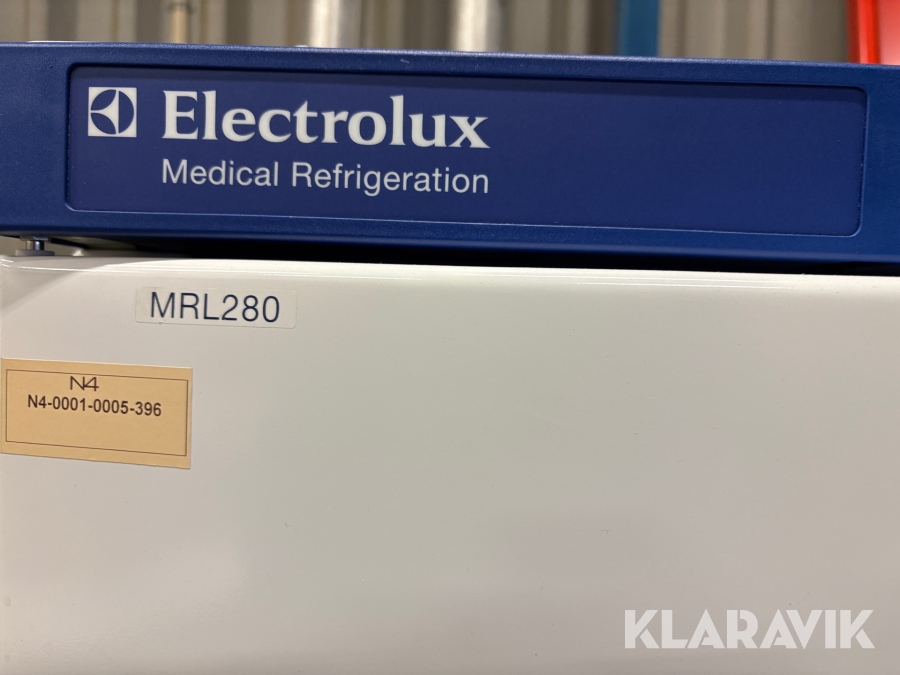 Electrolux
Medical Refrigeration
MRL280
N4
N4-0001-0005-396
KLARAVIK